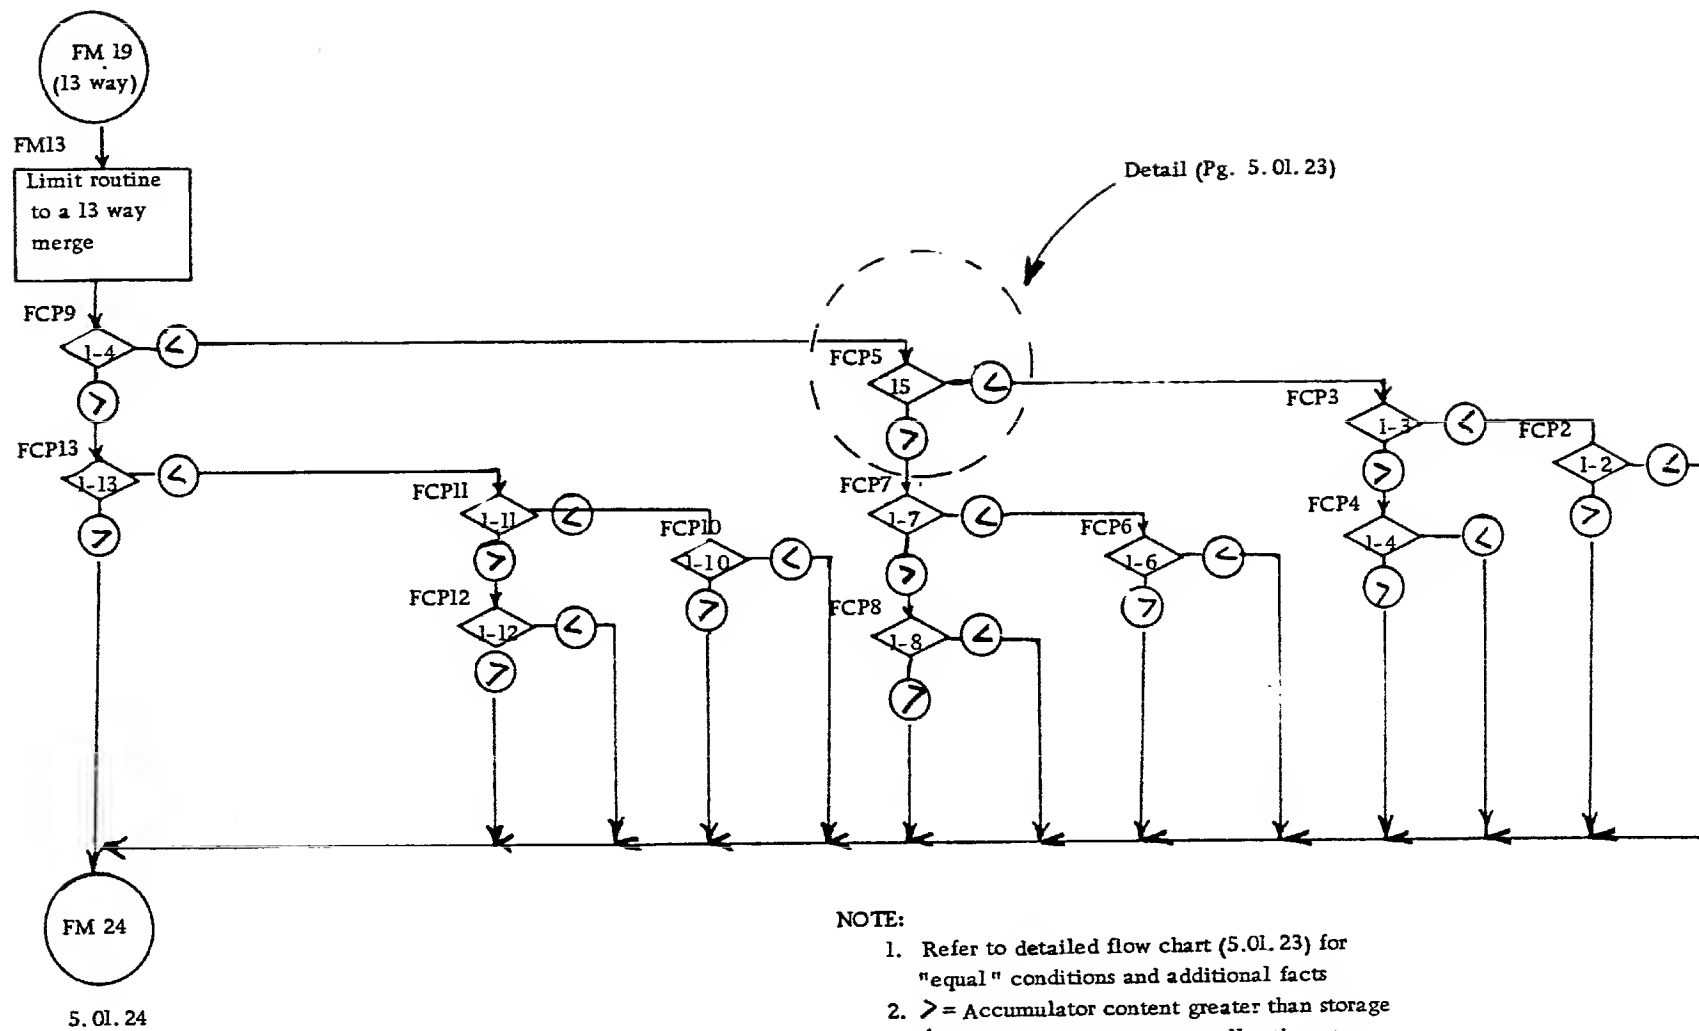 FM 19
(13 way)
FM13
Limit routine
to a 13 way
merge
Detail (Pg. 5.01.23)
FCP9
1-4
<
>
FCP5
15
<
>
FCP3
1-3
<
>
FCP2
1-2
<
>
FCP13
1-13
<
>
FCP11
1-11
<
>
FCP10
1-10
<
>
FCP7
1-7
<
>
FCP6
1-6
<
>
FCP4
1-4
<
>
FCP12
1-12
<
>
FCP8
1-8
<
>
FM 24
5.01.24
NOTE:
1. Refer to detailed flow chart (5.01.23) for
"equal" conditions and additional facts
2. > = Accumulator content greater than storage